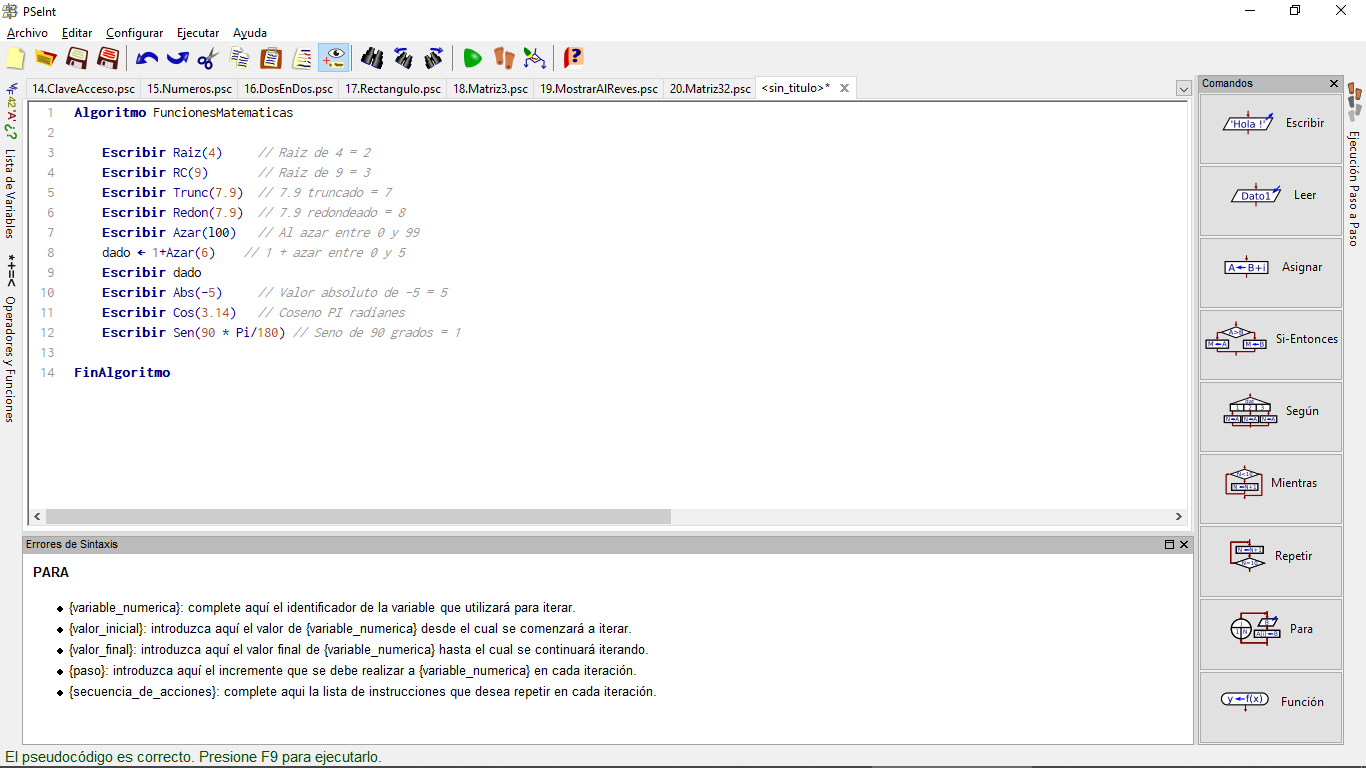 PSeInt
Archivo Editar Configurar Ejecutar Ayuda
14.ClaveAcceso.psc 15.Numeros.psc 16.DosEnDos.psc 17.Rectangulo.psc 18.Matriz3.psc 19.MostrarAlReves.psc 20.Matriz32.psc <sin_titulo>*
1 Algoritmo FuncionesMatematicas
2
3 Escribir Raiz(4) // Raiz de 4 = 2
4 Escribir RC(9) // Raiz de 9 = 3
5 Escribir Trunc(7.9) // 7.9 truncado = 7
6 Escribir Redon(7.9) // 7.9 redondeado = 8
7 Escribir Azar(l00) // Al azar entre 0 y 99
8 dado ← 1+Azar(6) // 1 + azar entre 0 y 5
9 Escribir dado
10 Escribir Abs(-5) // Valor absoluto de -5 = 5
11 Escribir Cos(3.14) // Coseno PI radianes
12 Escribir Sen(90 * Pi/180) // Seno de 90 grados = 1
13
14 FinAlgoritmo
Errores de Sintaxis
PARA
{variable_numerica}: complete aquí el identificador de la variable que utilizará para iterar.
{valor_inicial}: introduzca aquí el valor de {variable_numerica} desde el cual se comenzará a iterar.
{valor_final}: introduzca aquí el valor final de {variable_numerica} hasta el cual se continuará iterando.
{paso}: introduzca aquí el incremente que se debe realizar a {variable_numerica} en cada iteración.
{secuencia_de_acciones}: complete aqui la lista de instrucciones que desea repetir en cada iteración.
El pseudocódigo es correcto. Presione F9 para ejecutarlo.
42 'A' ¿?
Lista de Variables
*+=<
Operadores y Funciones
Comandos
'Hola !' Escribir
Dato1 Leer
A←B+i Asignar
A>B M←A M←B Si-Entonces
dat 1 2 3 N←A N←A N←A Según
N<10 N←N+1 Mientras
N←N+1 N=10 Repetir
Para
y←f(x) Función
Ejecución Paso a Paso